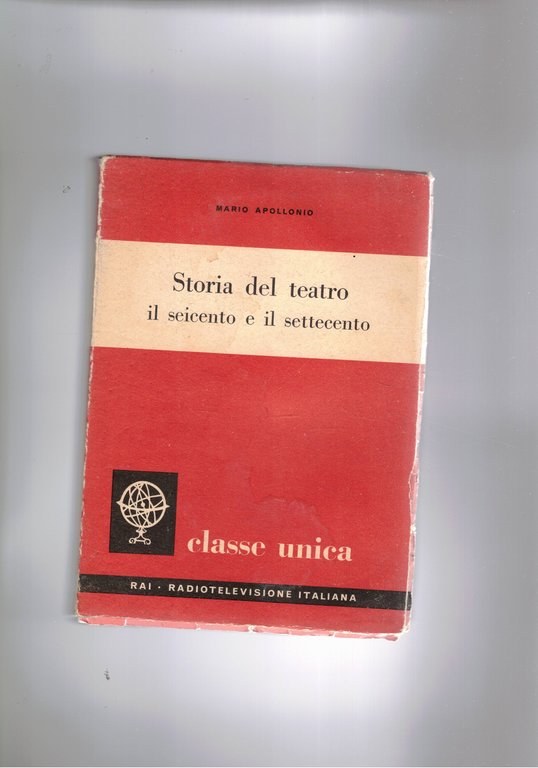 MARIO APOLLONIO
Storia del teatro
il seicento e il settecento
classe unica
RAI · RADIOTELEVISIONE ITALIANA